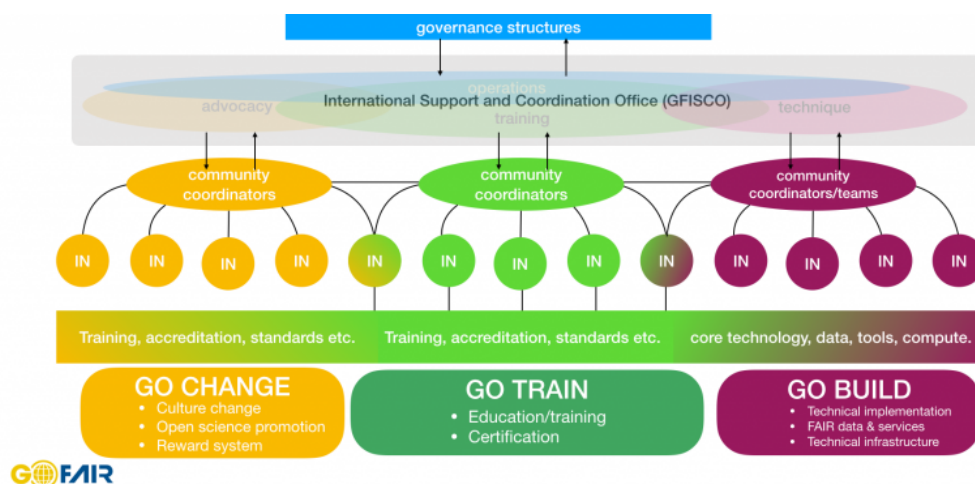 governance structures
operations
International Support and Coordination Office (GFISCO)
advocacy
training
technique
community
coordinators
community
coordinators
community
coordinators/teams
IN
IN
IN
IN
IN
IN
IN
IN
IN
IN
IN
IN
IN
Training, accreditation, standards etc.
Training, accreditation, standards etc.
core technology, data, tools, compute.
GO CHANGE
• Culture change
• Open science promotion
• Reward system
GO TRAIN
• Education/training
• Certification
GO BUILD
• Technical implementation
• FAIR data & services
• Technical infrastructure
GO FAIR